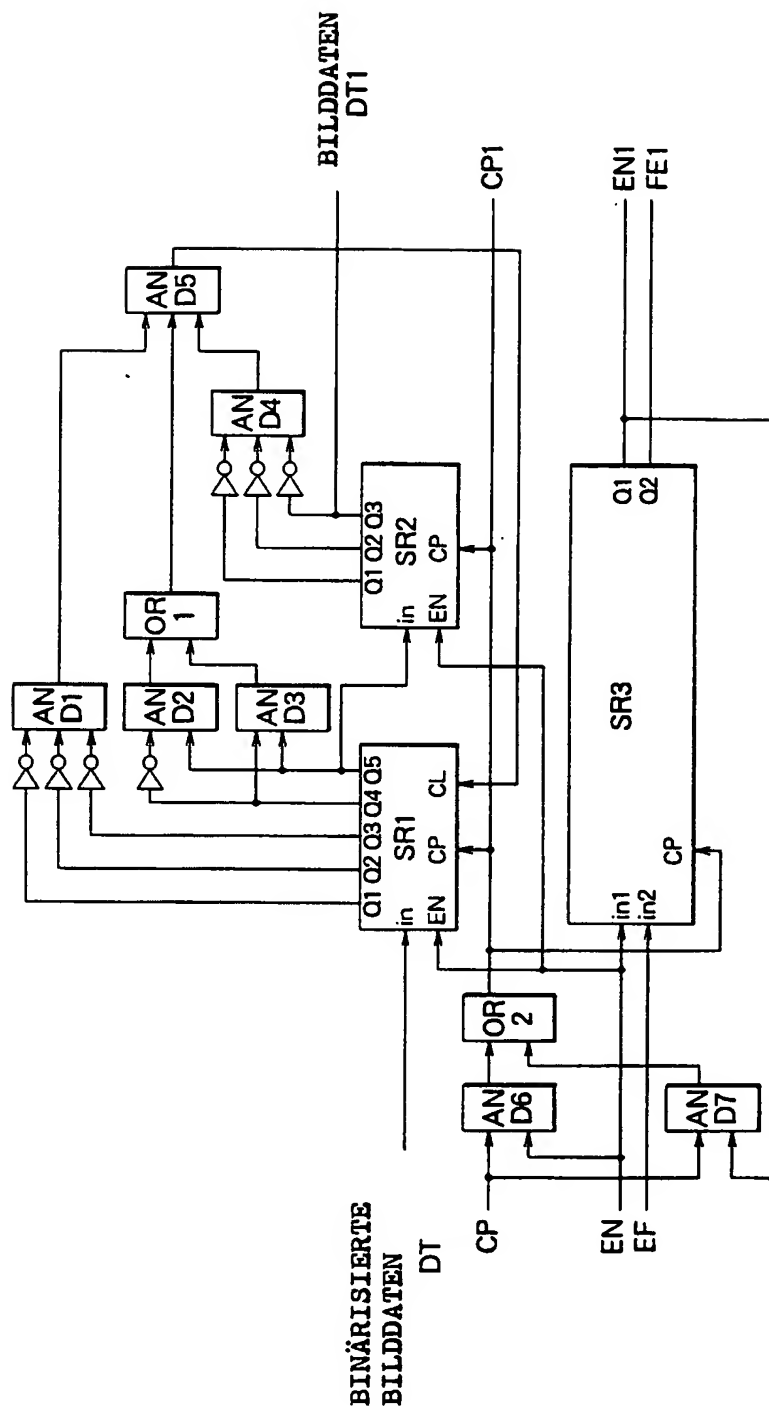 BINÄRISIERTE
BILDDATEN
DT
CP
EN
EF
AN
D6
AN
D7
OR
2
in
EN
SR1
CP
CL
Q1 Q2 Q3 Q4 Q5
AN
D1
AN
D2
AN
D3
OR
1
in
EN
SR2
CP
Q1 Q2 Q3
AN
D4
AN
D5
in1
in2
CP
SR3
Q1
Q2
BILDDATEN
DT1
CP1
EN1
FE1